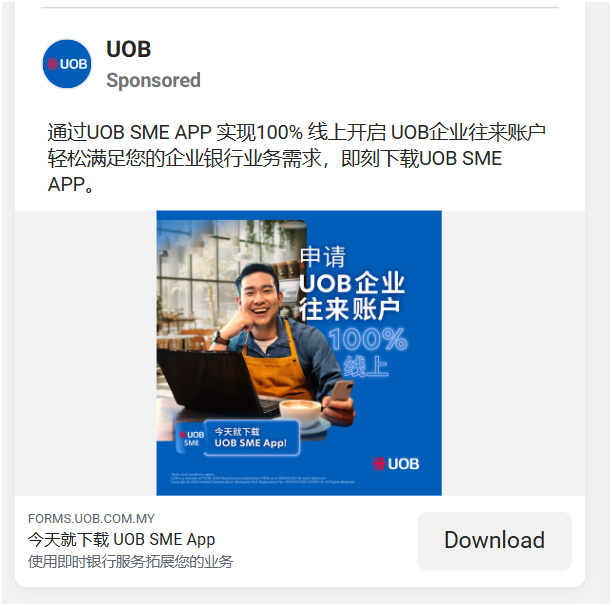 UOB
UOB
Sponsored
通过UOB SME APP 实现100% 线上开启 UOB企业往来账户
轻松满足您的企业银行业务需求，即刻下载UOB SME
APP。
申请
UOB企业
往来账户
100%
线上
UOB
SME
今天就下载
UOB SME App!
UOB
Terms and Conditions apply.
FORMS.UOB.COM.MY
今天就下载 UOB SME App
使用即时银行服务拓展您的业务
Download